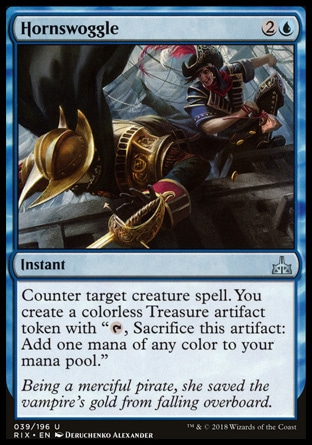 Hornswoggle 2
Instant
Counter target creature spell. You
create a colorless Treasure artifact
token with “, Sacrifice this artifact:
Add one mana of any color to your
mana pool.”
Being a merciful pirate, she saved the
vampire's gold from falling overboard.
039/196 U
RIX • EN Deruchenko Alexander
™ & © 2018 Wizards of the Coast